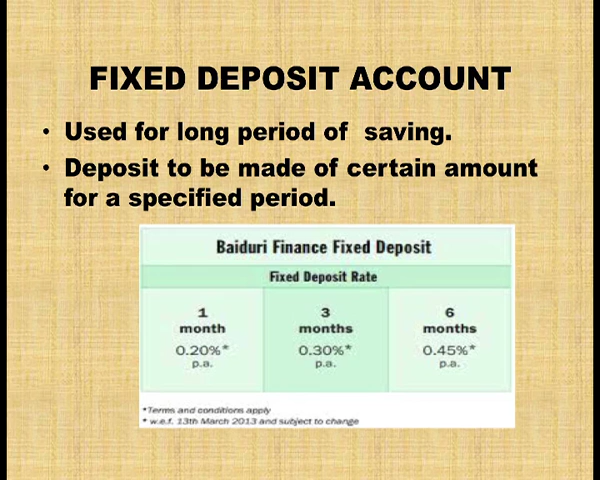 FIXED DEPOSIT ACCOUNT
• Used for long period of saving.
• Deposit to be made of certain amount
for a specified period.
Baiduri Finance Fixed Deposit
Fixed Deposit Rate
1 3 6
month months months
0.20%* 0.30%* 0.45%*
p.a. p.a. p.a.
*Terms and conditions apply
* w.e.f. 13th March 2013 and subject to change